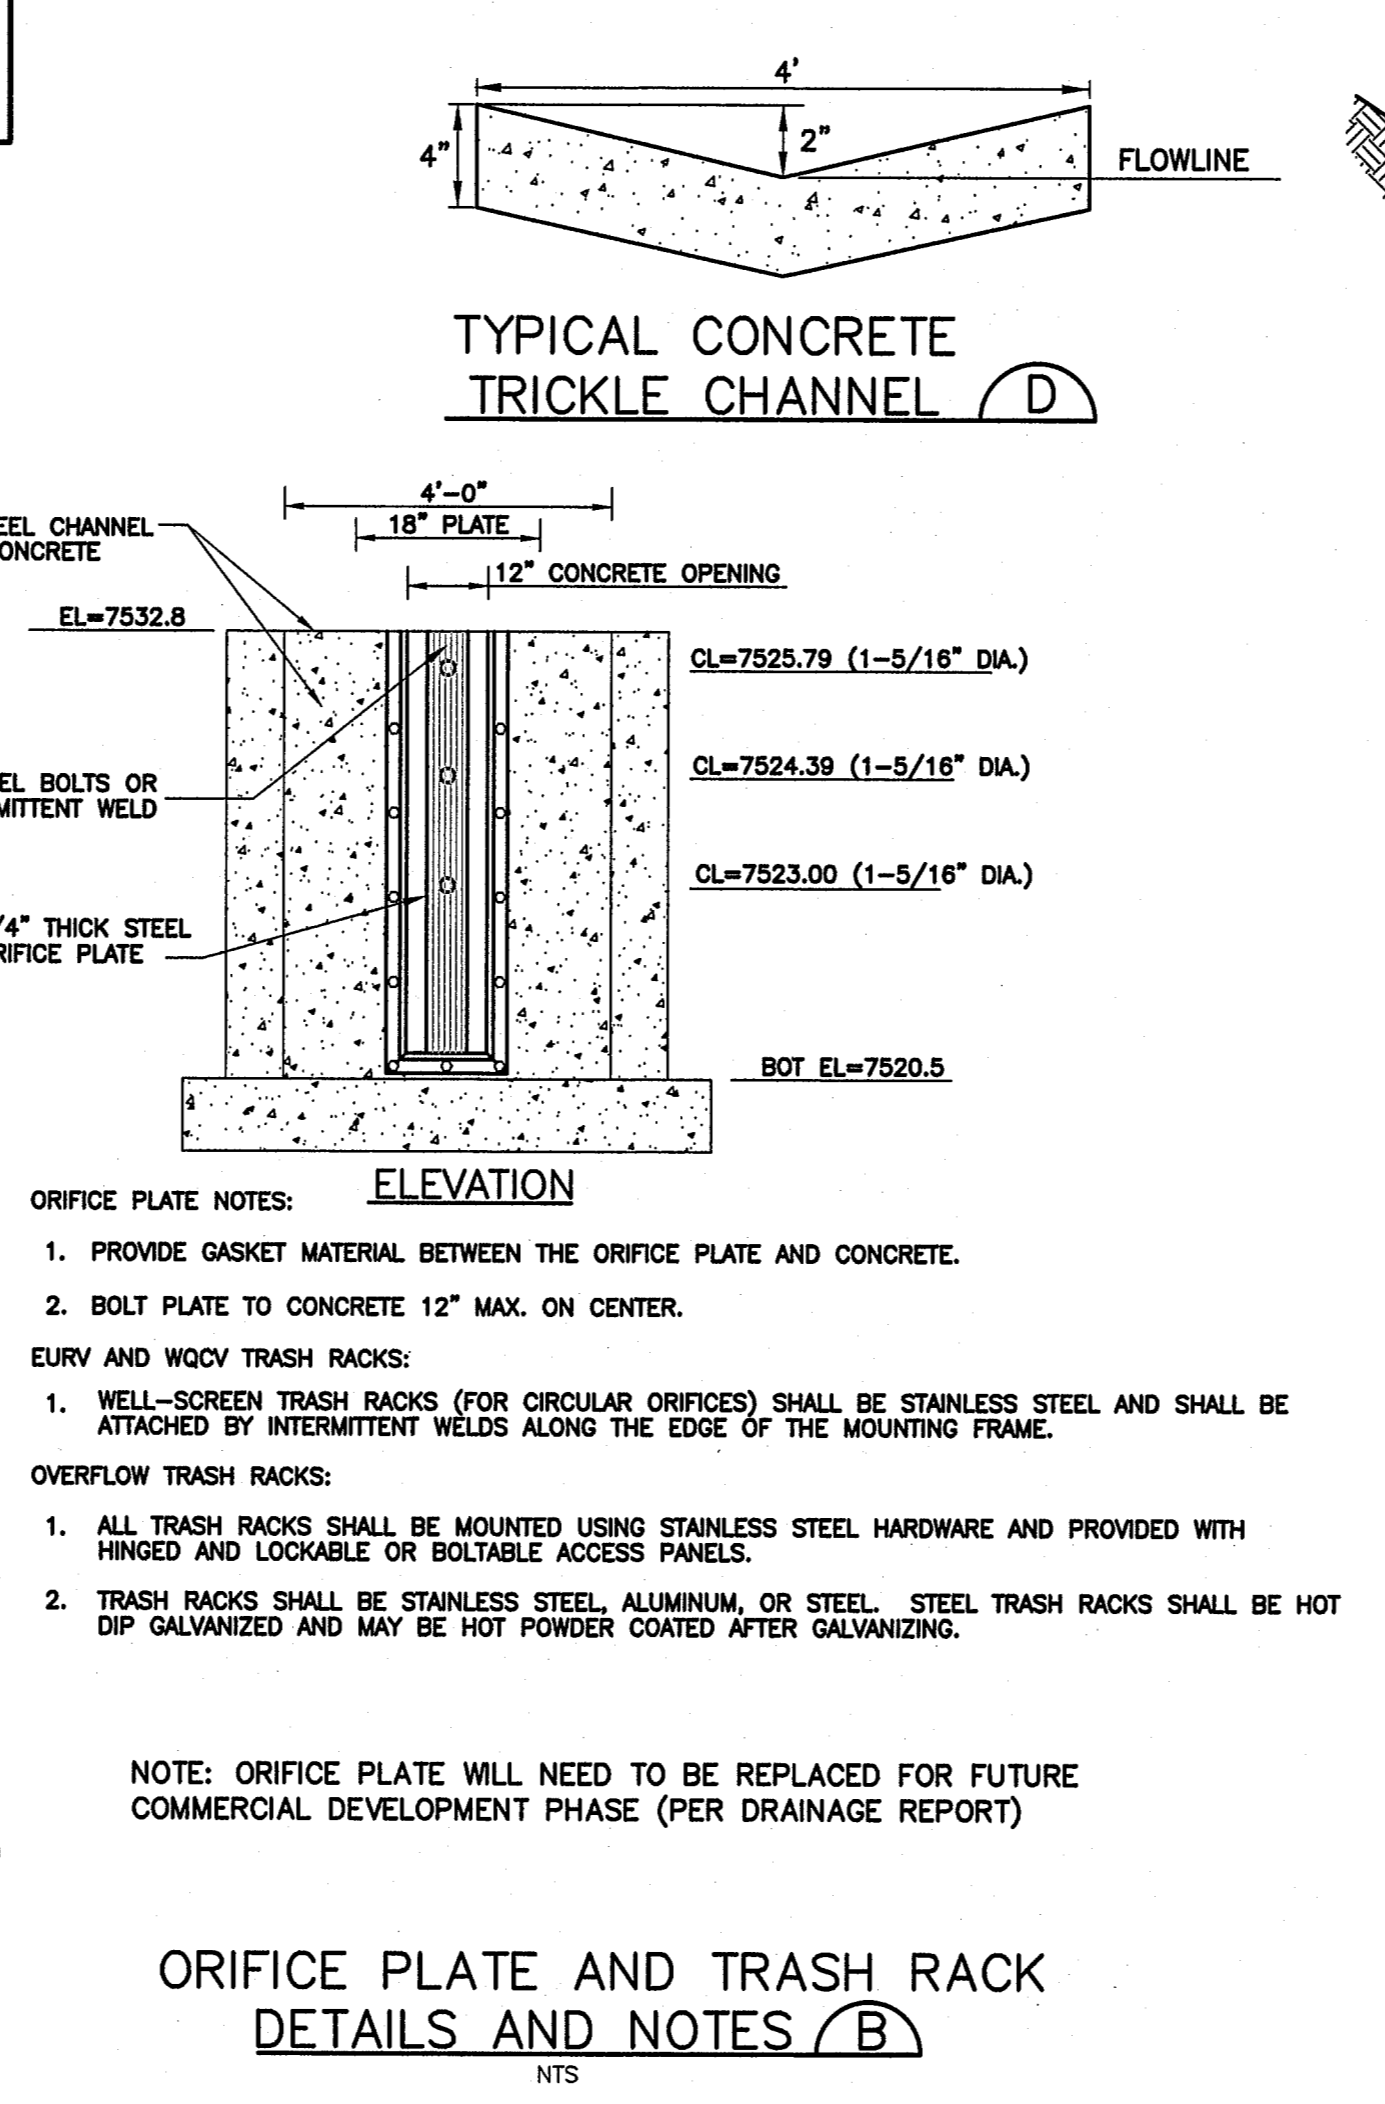 4'
4"
2"
FLOWLINE
TYPICAL CONCRETE
TRICKLE CHANNEL D
4'-0"
18" PLATE
12" CONCRETE OPENING
EEL CHANNEL
ONCRETE
EL=7532.8
CL=7525.79 (1-5/16" DIA.)
CL=7524.39 (1-5/16" DIA.)
EL BOLTS OR
MITTENT WELD
CL=7523.00 (1-5/16" DIA.)
/4" THICK STEEL
RIFICE PLATE
BOT EL=7520.5
ELEVATION
ORIFICE PLATE NOTES:
1. PROVIDE GASKET MATERIAL BETWEEN THE ORIFICE PLATE AND CONCRETE.
2. BOLT PLATE TO CONCRETE 12" MAX. ON CENTER.
EURV AND WQCV TRASH RACKS:
1. WELL-SCREEN TRASH RACKS (FOR CIRCULAR ORIFICES) SHALL BE STAINLESS STEEL AND SHALL BE
ATTACHED BY INTERMITTENT WELDS ALONG THE EDGE OF THE MOUNTING FRAME.
OVERFLOW TRASH RACKS:
1. ALL TRASH RACKS SHALL BE MOUNTED USING STAINLESS STEEL HARDWARE AND PROVIDED WITH
HINGED AND LOCKABLE OR BOLTABLE ACCESS PANELS.
2. TRASH RACKS SHALL BE STAINLESS STEEL, ALUMINUM, OR STEEL. STEEL TRASH RACKS SHALL BE HOT
DIP GALVANIZED AND MAY BE HOT POWDER COATED AFTER GALVANIZING.
NOTE: ORIFICE PLATE WILL NEED TO BE REPLACED FOR FUTURE
COMMERCIAL DEVELOPMENT PHASE (PER DRAINAGE REPORT)
ORIFICE PLATE AND TRASH RACK
DETAILS AND NOTES B
NTS